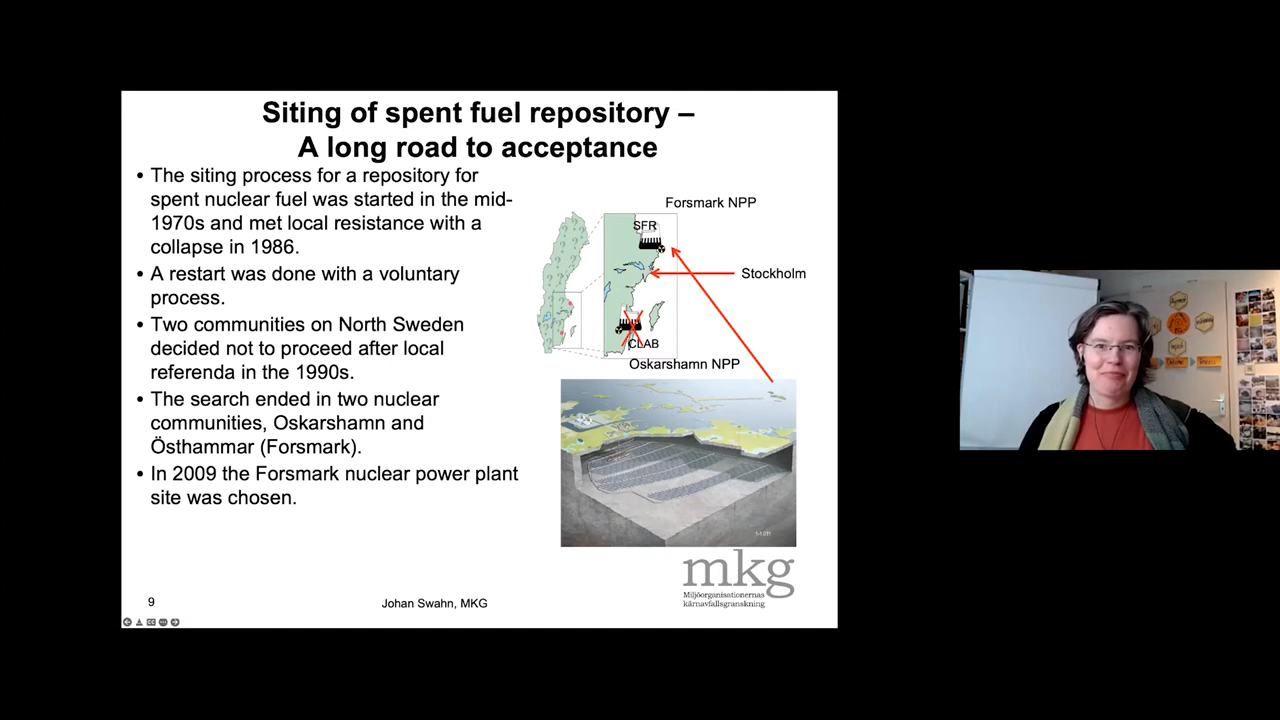 Siting of spent fuel repository –
A long road to acceptance
• The siting process for a repository for
spent nuclear fuel was started in the mid-
1970s and met local resistance with a
collapse in 1986.
• A restart was done with a voluntary
process.
• Two communities on North Sweden
decided not to proceed after local
referenda in the 1990s.
• The search ended in two nuclear
communities, Oskarshamn and
Östhammar (Forsmark).
• In 2009 the Forsmark nuclear power plant
site was chosen.
Forsmark NPP
SFR
Stockholm
CLAB
Oskarshamn NPP
mkg
Miljöorganisationernas
kärnavfallsgranskning
9
Johan Swahn, MKG